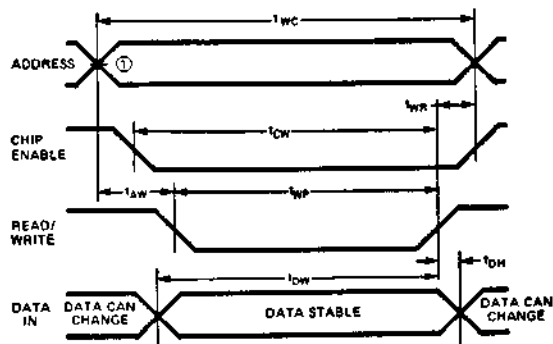 tWC
ADDRESS
①
tWR
CHIP
ENABLE
tCW
tAW
tWP
READ/
WRITE
tDW
tDH
DATA
IN
DATA CAN
CHANGE
DATA STABLE
DATA CAN
CHANGE